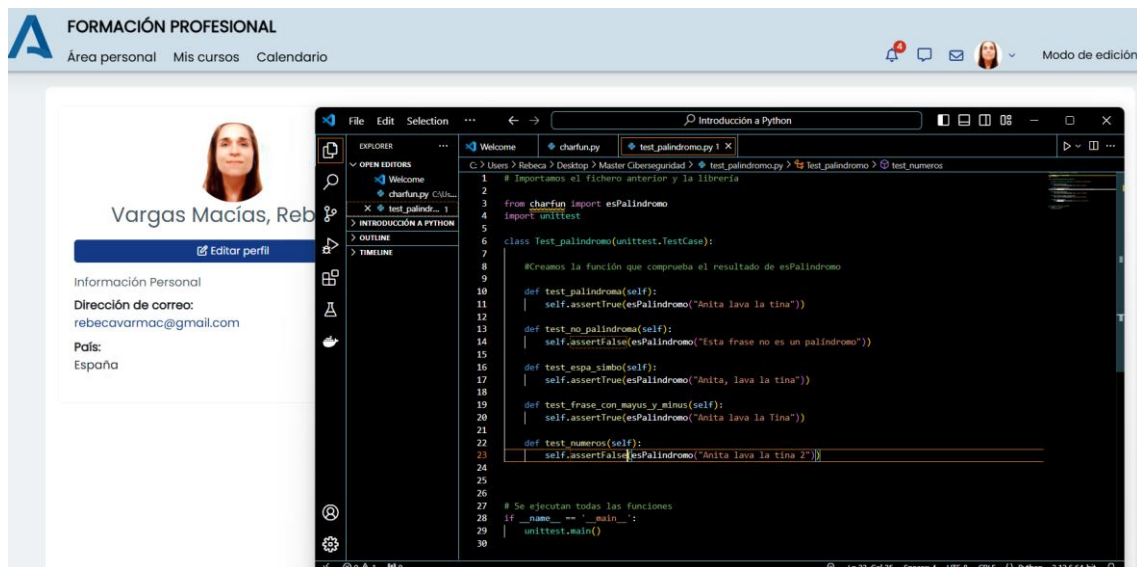 FORMACIÓN PROFESIONAL
Área personal Mis cursos Calendario
4
Modo de edición
Vargas Macías, Reb
Editar perfil
Información Personal
Dirección de correo:
rebecavarmac@gmail.com
País:
España
File Edit Selection ··· Introducción a Python
EXPLORER ···
OPEN EDITORS
Welcome
charfun.py C:\Us...
test_palindr... 1
INTRODUCCIÓN A PYTHON
OUTLINE
TIMELINE
Welcome charfun.py test_palindromo.py 1
C: > Users > Rebeca > Desktop > Master Ciberseguridad > test_palindromo.py > Test_palindromo > test_numeros
1 # Importamos el fichero anterior y la librería
2
3 from charfun import esPalindromo
4 import unittest
5
6 class Test_palindromo(unittest.TestCase):
7
8 #Creamos la función que comprueba el resultado de esPalindromo
9
10 def test_palindroma(self):
11 self.assertTrue(esPalindromo("Anita lava la tina"))
12
13 def test_no_palindroma(self):
14 self.assertFalse(esPalindromo("Esta frase no es un palíndromo"))
15
16 def test_espa_simbo(self):
17 self.assertTrue(esPalindromo("Anita, lava la tina"))
18
19 def test_frase_con_mayus_y_minus(self):
20 self.assertTrue(esPalindromo("Anita lava la Tina"))
21
22 def test_numeros(self):
23 self.assertFalse(esPalindromo("Anita lava la tina 2"))
24
25
26
27 # Se ejecutan todas las funciones
28 if __name__ == '__main__':
29 unittest.main()
30